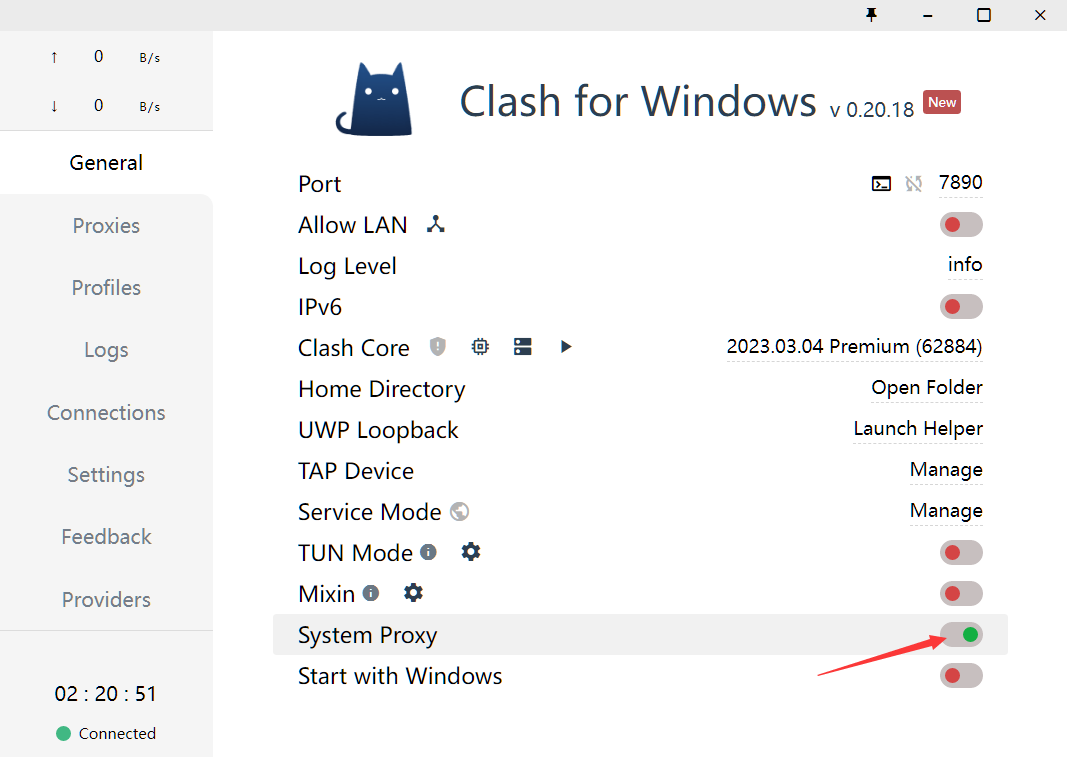 ↑ 0 B/s
↓ 0 B/s
General
Proxies
Profiles
Logs
Connections
Settings
Feedback
Providers
02 : 20 : 51
Connected
Clash for Windows v 0.20.18 New
Port 7890
Allow LAN
Log Level info
IPv6
Clash Core 2023.03.04 Premium (62884)
Home Directory Open Folder
UWP Loopback Launch Helper
TAP Device Manage
Service Mode Manage
TUN Mode
Mixin
System Proxy
Start with Windows